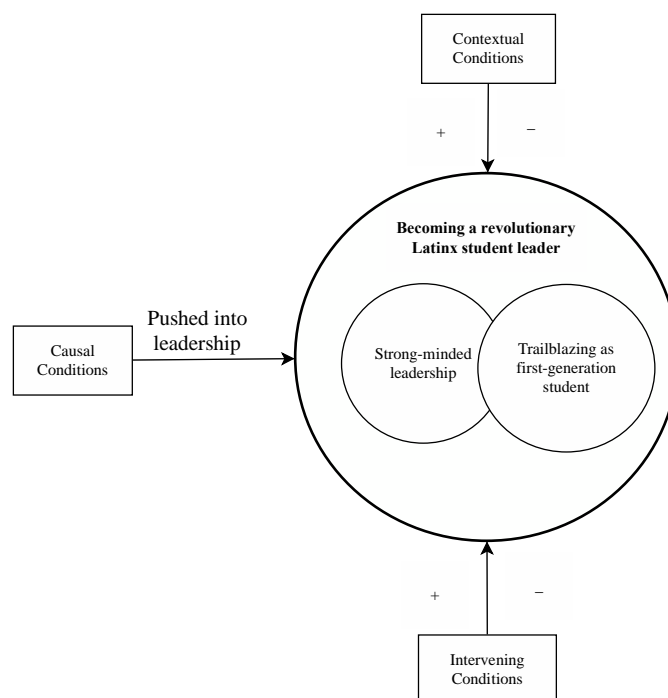 Contextual
Conditions
+
−
Becoming a revolutionary
Latinx student leader
Pushed into
leadership
Causal
Conditions
Strong-minded
leadership
Trailblazing as
first-generation
student
+
−
Intervening
Conditions